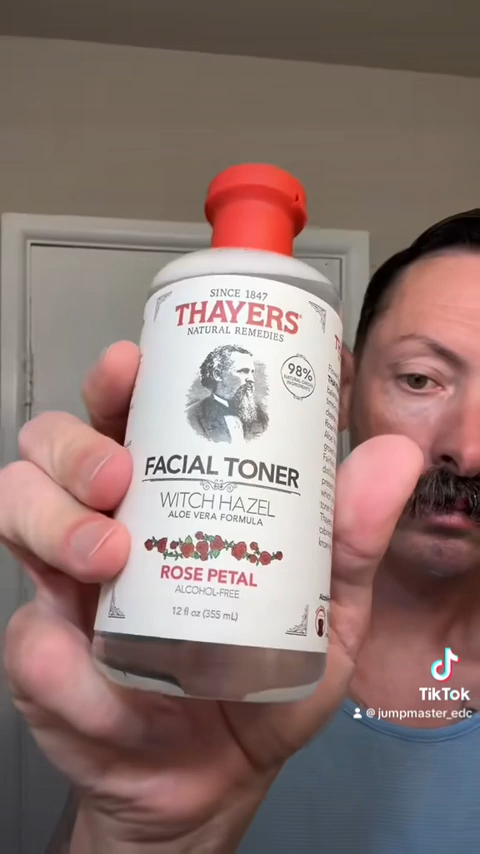 SINCE 1847
THAYERS®
NATURAL REMEDIES
98%
FACIAL TONER
WITCH HAZEL
ALOE VERA FORMULA
ROSE PETAL
ALCOHOL-FREE
12 fl oz (355 mL)
TikTok
@jumpmaster_edc